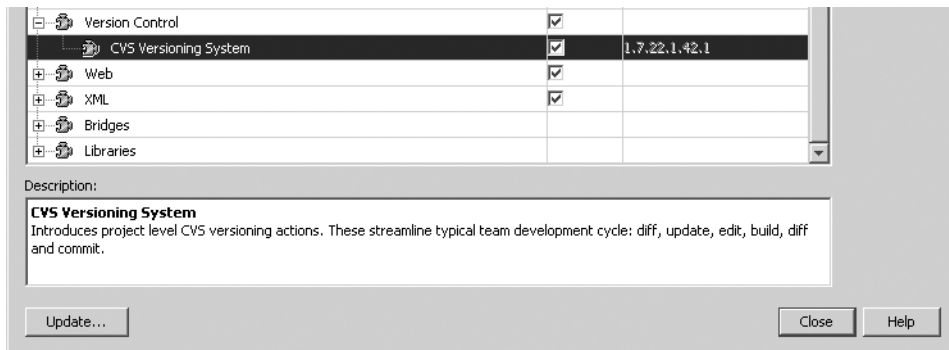 Version Control
CVS Versioning System 1.7.22.1.42.1
Web
XML
Bridges
Libraries
Description:
CVS Versioning System
Introduces project level CVS versioning actions. These streamline typical team development cycle: diff, update, edit, build, diff
and commit.
Update... Close Help